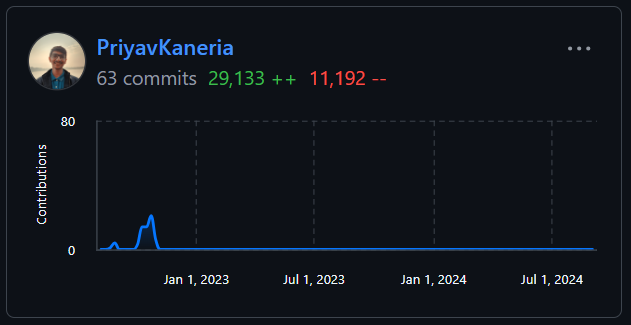 PriyavKaneria
63 commits 29,133 ++ 11,192 --
80
Contributions
0
Jan 1, 2023 Jul 1, 2023 Jan 1, 2024 Jul 1, 2024